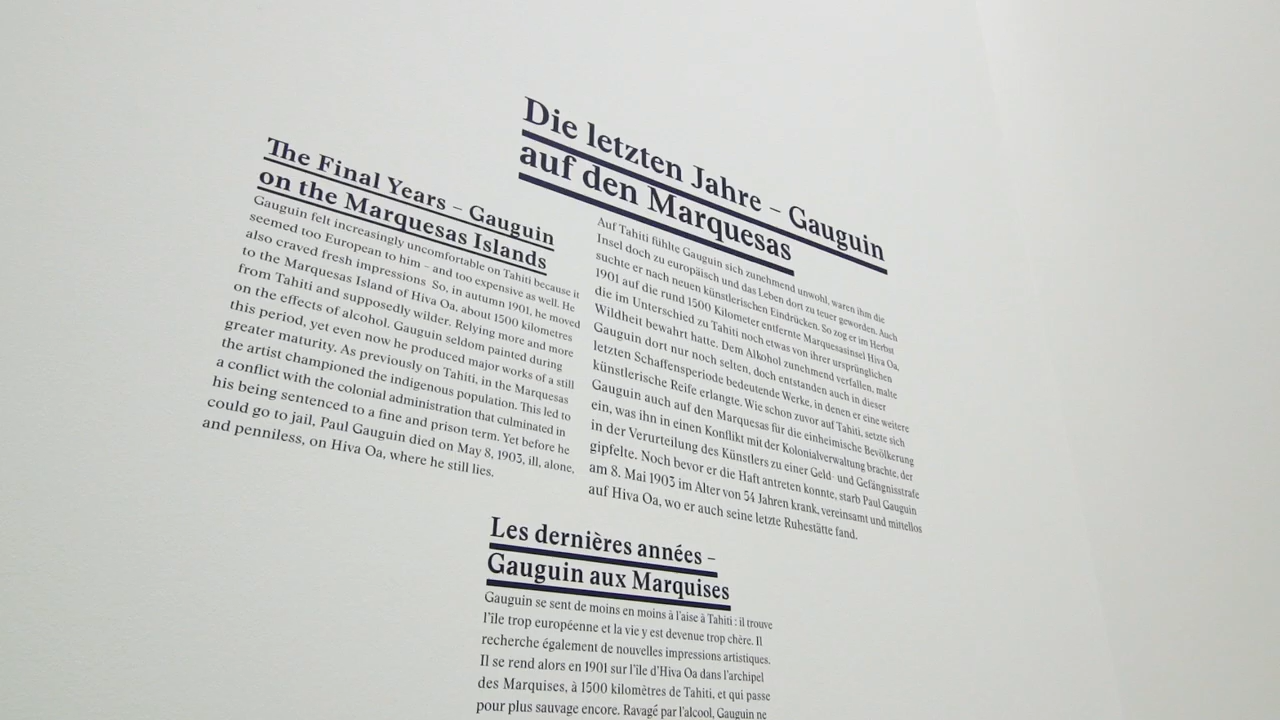 Die letzten Jahre – Gauguin
auf den Marquesas
The Final Years – Gauguin
on the Marquesas Islands
Gauguin felt increasingly uncomfortable on Tahiti because it
seemed too European to him – and too expensive as well. He
also craved fresh impressions. So, in autumn 1901, he moved
to the Marquesas Island of Hiva Oa, about 1500 kilometres
from Tahiti and supposedly wilder. Relying more and more
on the effects of alcohol. Gauguin seldom painted during
this period, yet even now he produced major works of a still
greater maturity. As previously on Tahiti, in the Marquesas
the artist championed the indigenous population. This led to
a conflict with the colonial administration that culminated in
his being sentenced to a fine and prison term. Yet before he
could go to jail, Paul Gauguin died on May 8, 1903, ill, alone,
and penniless, on Hiva Oa, where he still lies.
Auf Tahiti fühlte Gauguin sich zunehmend unwohl, waren ihm die
Insel doch zu europäisch und das Leben dort zu teuer geworden. Auch
suchte er nach neuen künstlerischen Eindrücken. So zog er im Herbst
1901 auf die rund 1500 Kilometer entfernte Marquesasinsel Hiva Oa,
die im Unterschied zu Tahiti noch etwas von ihrer ursprünglichen
Wildheit bewahrt hatte. Dem Alkohol zunehmend verfallen, malte
Gauguin dort nur noch selten, doch entstanden auch in dieser
letzten Schaffensperiode bedeutende Werke, in denen er eine weitere
künstlerische Reife erlangte. Wie schon zuvor auf Tahiti, setzte sich
Gauguin auch auf den Marquesas für die einheimische Bevölkerung
ein, was ihn in einen Konflikt mit der Kolonialverwaltung brachte, der
in der Verurteilung des Künstlers zu einer Geld- und Gefängnisstrafe
gipfelte. Noch bevor er die Haft antreten konnte, starb Paul Gauguin
am 8. Mai 1903 im Alter von 54 Jahren krank, vereinsamt und mittellos
auf Hiva Oa, wo er auch seine letzte Ruhestätte fand.
Les dernières années –
Gauguin aux Marquises
Gauguin se sent de moins en moins à l'aise à Tahiti : il trouve
l'île trop européenne et la vie y est devenue trop chère. Il
recherche également de nouvelles impressions artistiques.
Il se rend alors en 1901 sur l'île d'Hiva Oa dans l'archipel
des Marquises, à 1500 kilomètres de Tahiti, et qui passe
pour plus sauvage encore. Ravagé par l'alcool, Gauguin ne